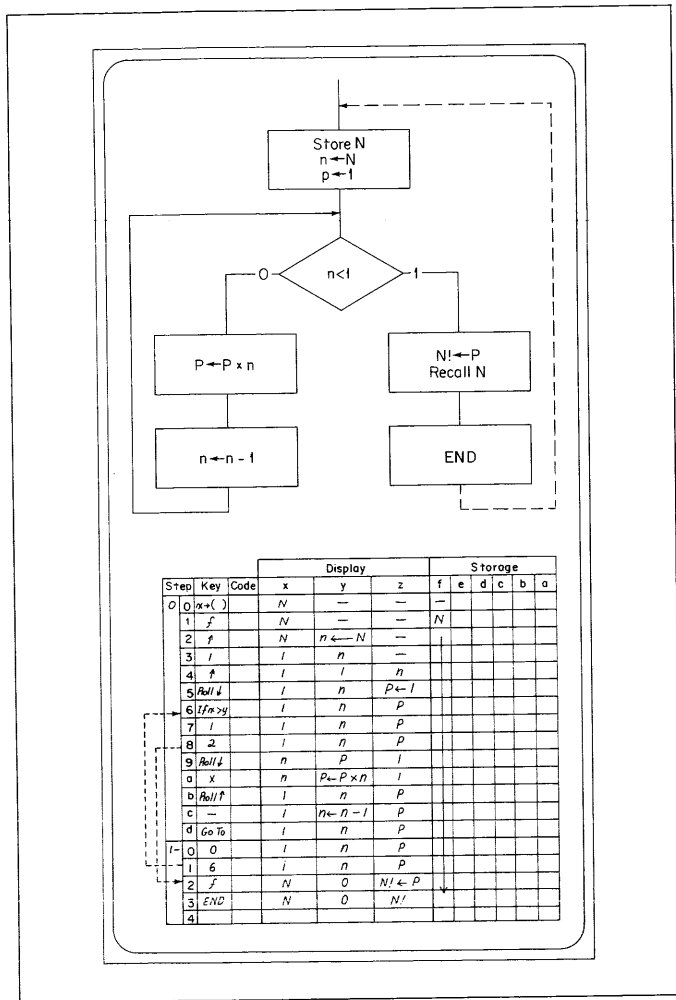 Store N
n←N
p←1
n<1
0
1
P←P x n
N!←P
Recall N
n←n - 1
END
Display Storage
Step Key Code x y z f e d c b a
0 0 x→( ) N — — —
1 f N — — N
2 ↑ N n ← N —
3 1 1 n —
4 ↑ 1 1 n
5 Roll↓ 1 n P←1
6 If x>y 1 n P
7 1 1 n P
8 2 1 n P
9 Roll↓ n P 1
a X n P←P×n 1
b Roll↑ 1 n P
c — 1 n←n-1 P
d Go To 1 n P
1- 0 0 1 n P
1 6 1 n P
2 f N 0 N!←P
3 END N 0 N!
4